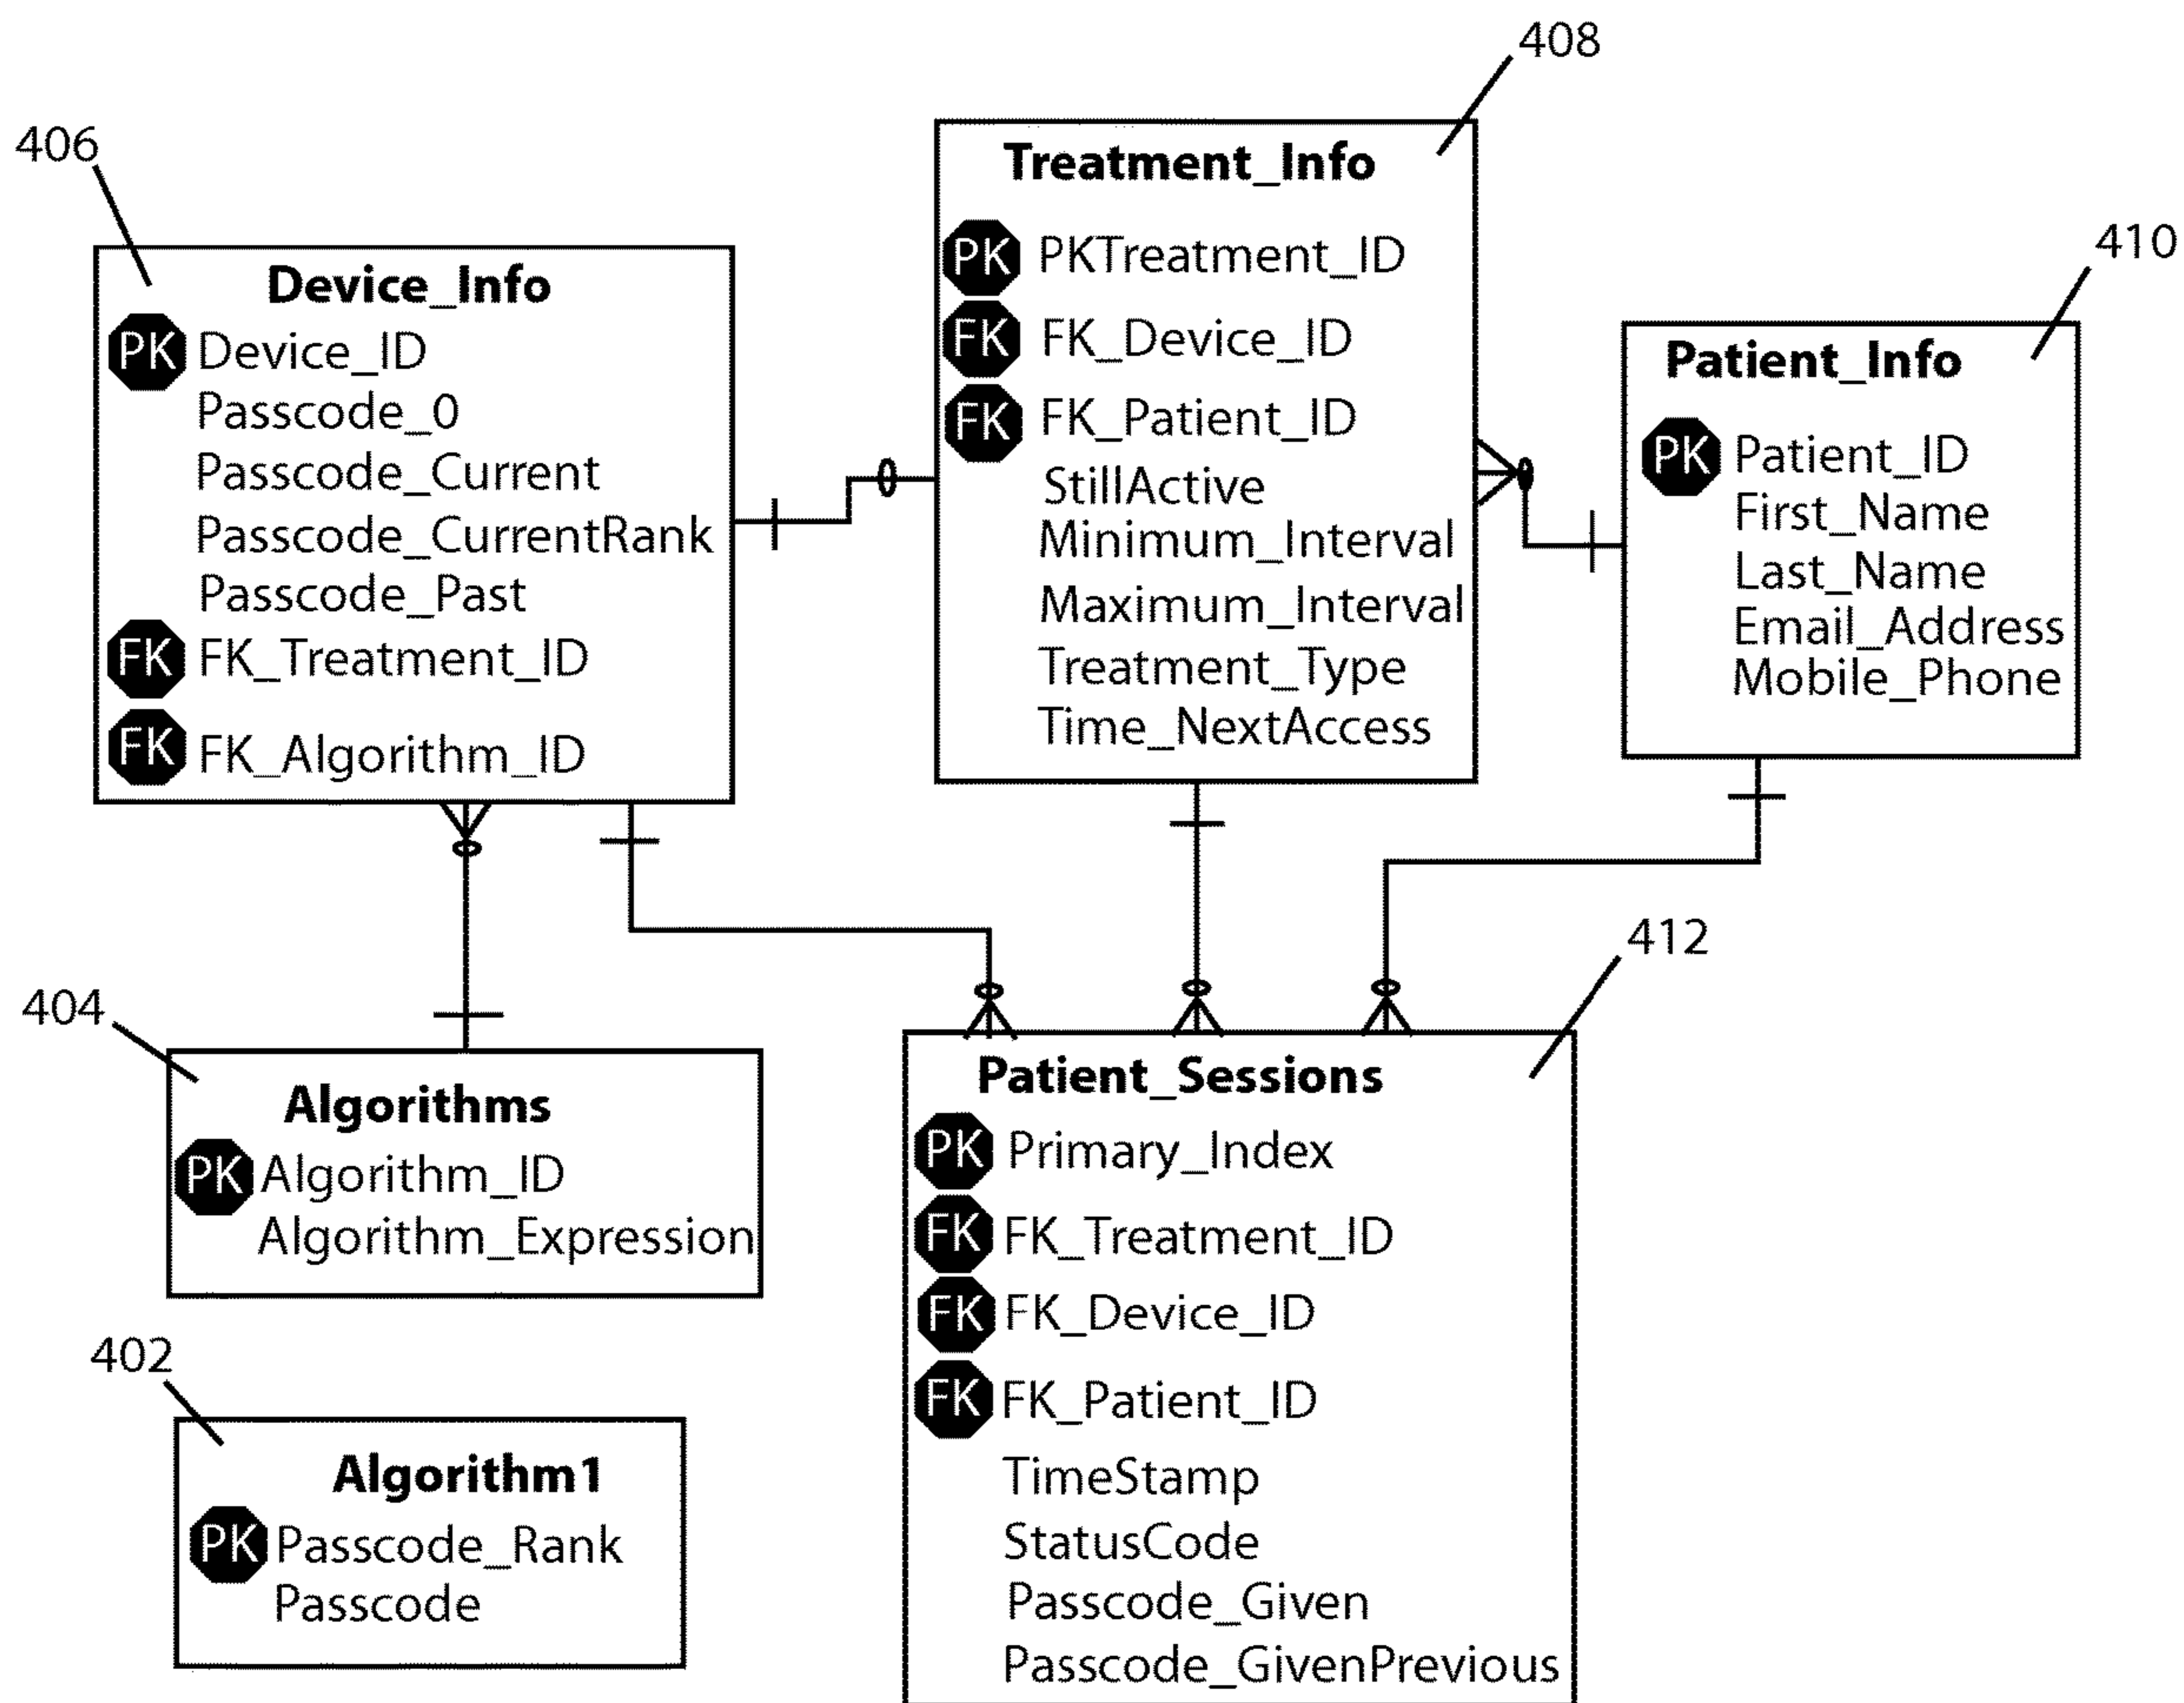 408
Treatment_Info
PK PKTreatment_ID
FK FK_Device_ID
FK FK_Patient_ID
StillActive
Minimum_Interval
Maximum_Interval
Treatment_Type
Time_NextAccess
406
Device_Info
PK Device_ID
Passcode_0
Passcode_Current
Passcode_CurrentRank
Passcode_Past
FK FK_Treatment_ID
FK FK_Algorithm_ID
410
Patient_Info
PK Patient_ID
First_Name
Last_Name
Email_Address
Mobile_Phone
404
Algorithms
PK Algorithm_ID
Algorithm_Expression
412
Patient_Sessions
PK Primary_Index
FK FK_Treatment_ID
FK FK_Device_ID
FK FK_Patient_ID
TimeStamp
StatusCode
Passcode_Given
Passcode_GivenPrevious
402
Algorithm1
PK Passcode_Rank
Passcode